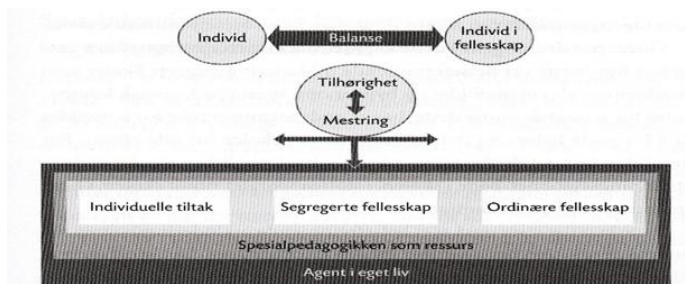 Individ
Balanse
Individ i
fellesskap
Tilhørighet
Mestring
Individuelle tiltak
Segregerte fellesskap
Ordinære fellesskap
Spesialpedagogikken som ressurs
Agent i eget liv